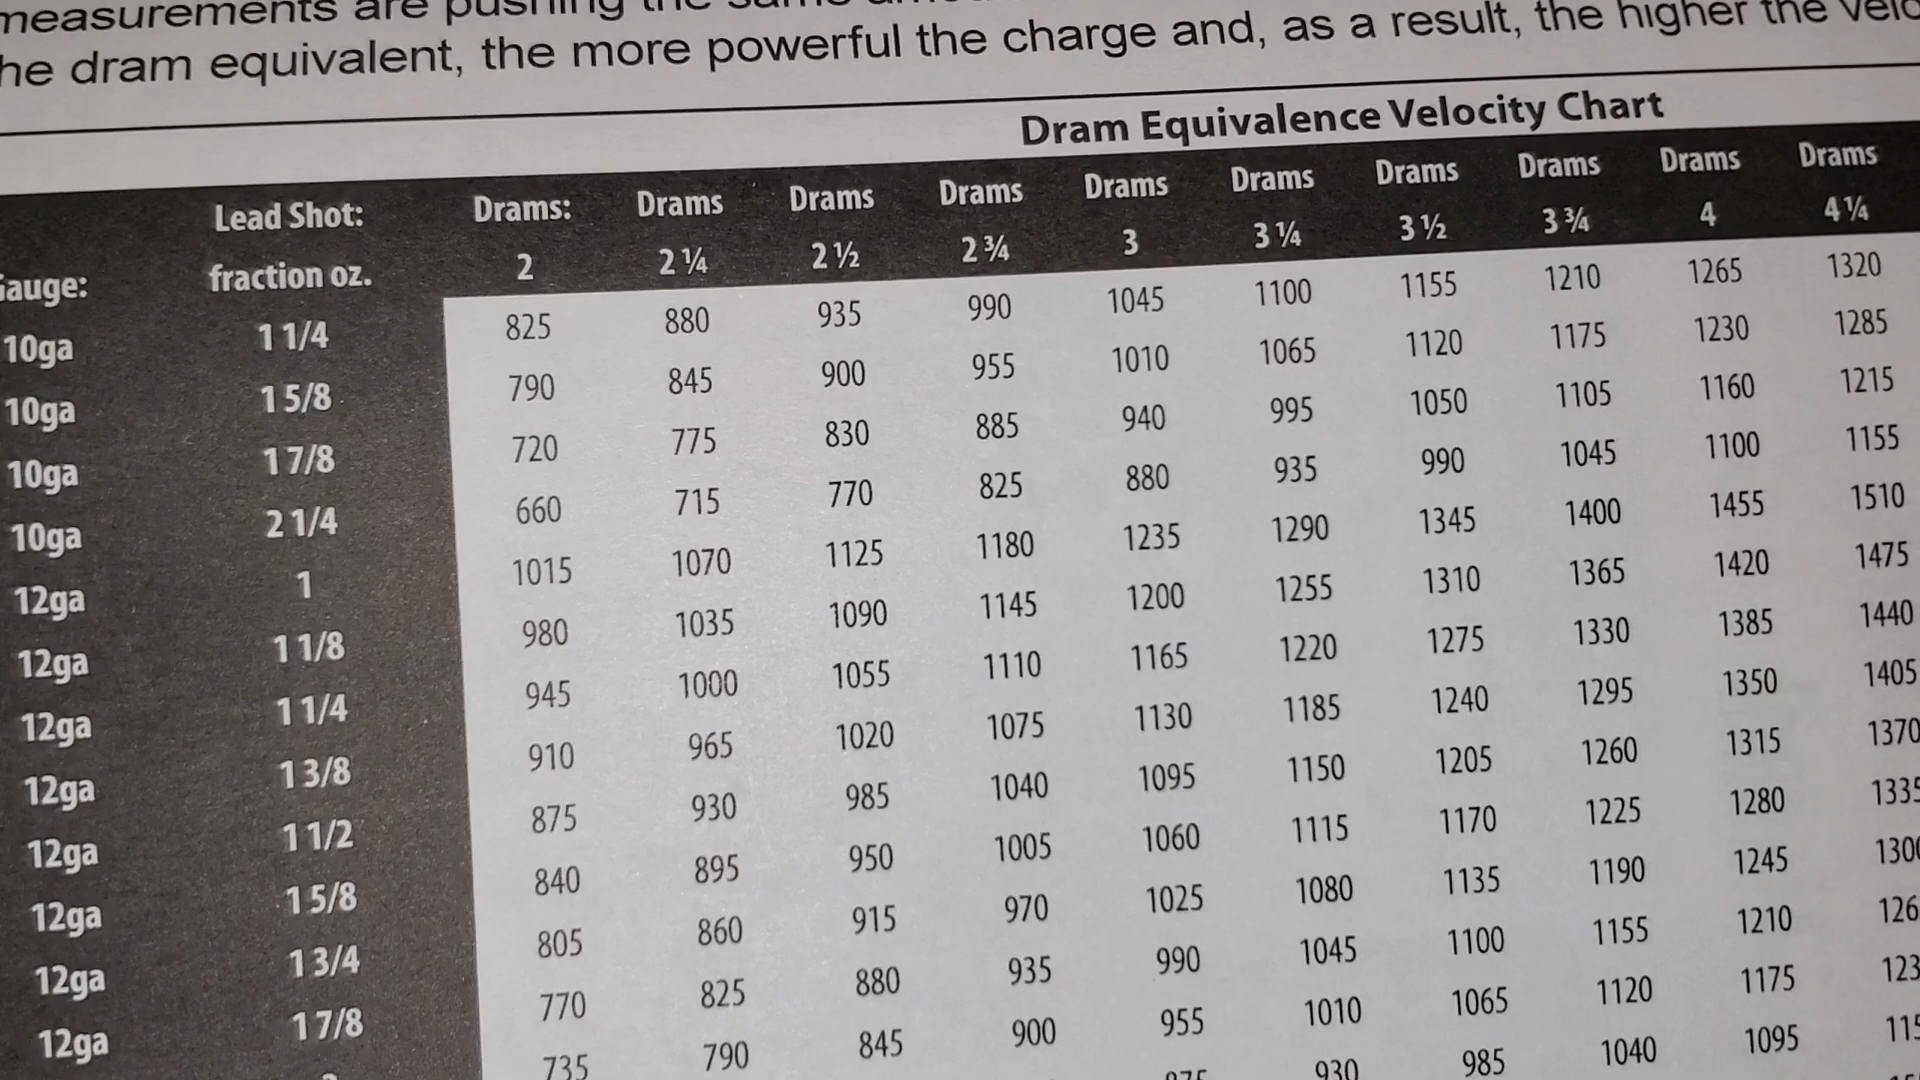 measurements are pushing the same
he dram equivalent, the more powerful the charge and, as a result, the higher the velo
Dram Equivalence Velocity Chart
Gauge: Lead Shot: fraction oz. Drams: 2 Drams 2 ¼ Drams 2 ½ Drams 2 ¾ Drams 3 Drams 3 ¼ Drams 3 ½ Drams 3 ¾ Drams 4 Drams 4 ¼
10ga 1 1/4 825 880 935 990 1045 1100 1155 1210 1265 1320
10ga 1 5/8 790 845 900 955 1010 1065 1120 1175 1230 1285
10ga 1 7/8 720 775 830 885 940 995 1050 1105 1160 1215
10ga 2 1/4 660 715 770 825 880 935 990 1045 1100 1155
12ga 1 1015 1070 1125 1180 1235 1290 1345 1400 1455 1510
12ga 1 1/8 980 1035 1090 1145 1200 1255 1310 1365 1420 1475
12ga 1 1/4 945 1000 1055 1110 1165 1220 1275 1330 1385 1440
12ga 1 3/8 910 965 1020 1075 1130 1185 1240 1295 1350 1405
12ga 1 1/2 875 930 985 1040 1095 1150 1205 1260 1315 1370
12ga 1 5/8 840 895 950 1005 1060 1115 1170 1225 1280 1335
12ga 1 3/4 805 860 915 970 1025 1080 1135 1190 1245 1300
12ga 1 7/8 770 825 880 935 990 1045 1100 1155 1210 126
735 790 845 900 955 1010 1065 1120 1175 123
930 985 1040 1095 115